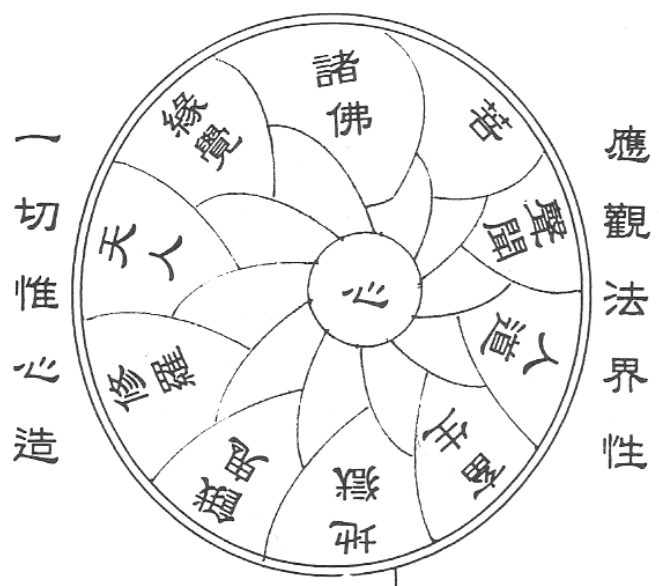 應觀法界性
諸佛
菩
聲聞
人道
畜生
地獄
餓鬼
修羅
天人
緣覺
心
一切惟心造